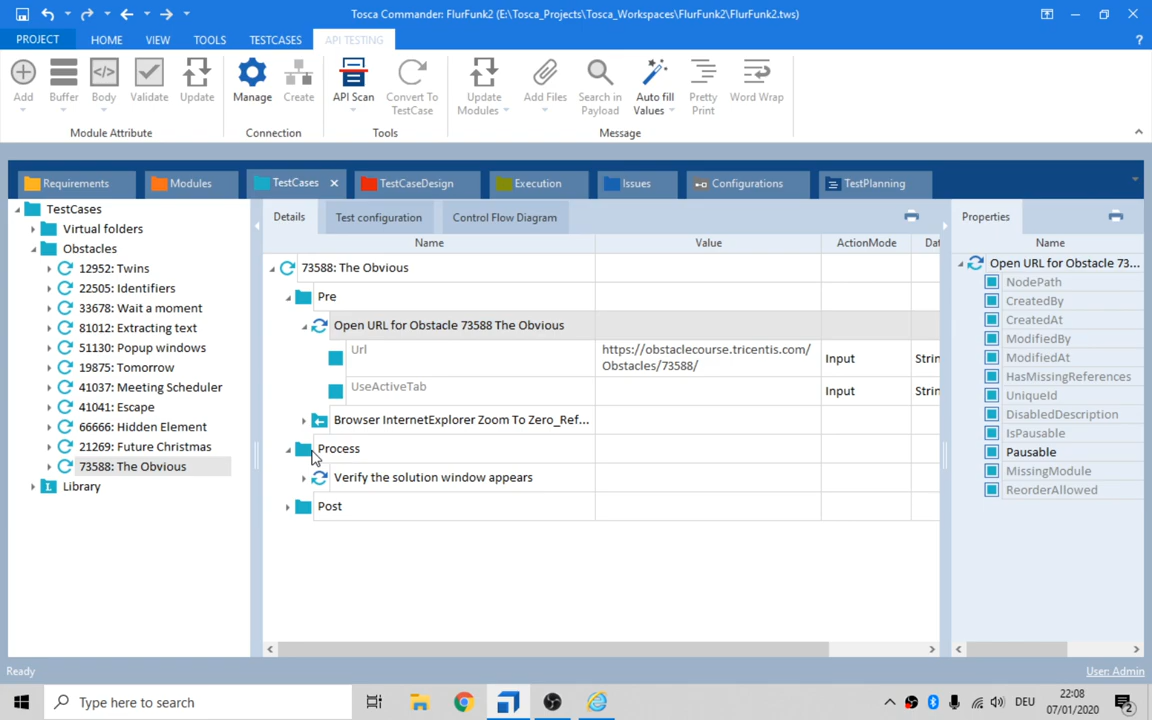 Tosca Commander: FlurFunk2 (E:\Tosca_Projects\Tosca_Workspaces\FlurFunk2\FlurFunk2.tws)
PROJECT HOME VIEW TOOLS TESTCASES API TESTING ?
Add Buffer Body Validate Update Manage Create API Scan Convert To TestCase Update Modules Add Files Search in Payload Auto fill Values Pretty Print Word Wrap
Module Attribute Connection Tools Message
Requirements Modules TestCases Execution TestCaseDesign Issues Configurations TestPlanning
TestCases
Virtual folders
Obstacles
12952: Twins
22505: Identifiers
33678: Wait a moment
81012: Extracting text
51130: Popup windows
19875: Tomorrow
41037: Meeting Scheduler
41041: Escape
66666: Hidden Element
21269: Future Christmas
73588: The Obvious
Library
Details Test configuration Control Flow Diagram
Name Value ActionMode Dat
73588: The Obvious
Pre
Open URL for Obstacle 73588 The Obvious
Url https://obstaclecourse.tricentis.com/ Input Strin
Obstacles/73588/
UseActiveTab Input Strin
Browser InternetExplorer Zoom To Zero_Ref...
Process
Verify the solution window appears
Post
Properties
Name
Open URL for Obstacle 73...
NodePath
CreatedBy
CreatedAt
ModifiedBy
ModifiedAt
HasMissingReferences
UniqueId
DisabledDescription
IsPausable
Pausable
MissingModule
ReorderAllowed
Ready User: Admin
Type here to search
DEU
22:08
07/01/2020
2